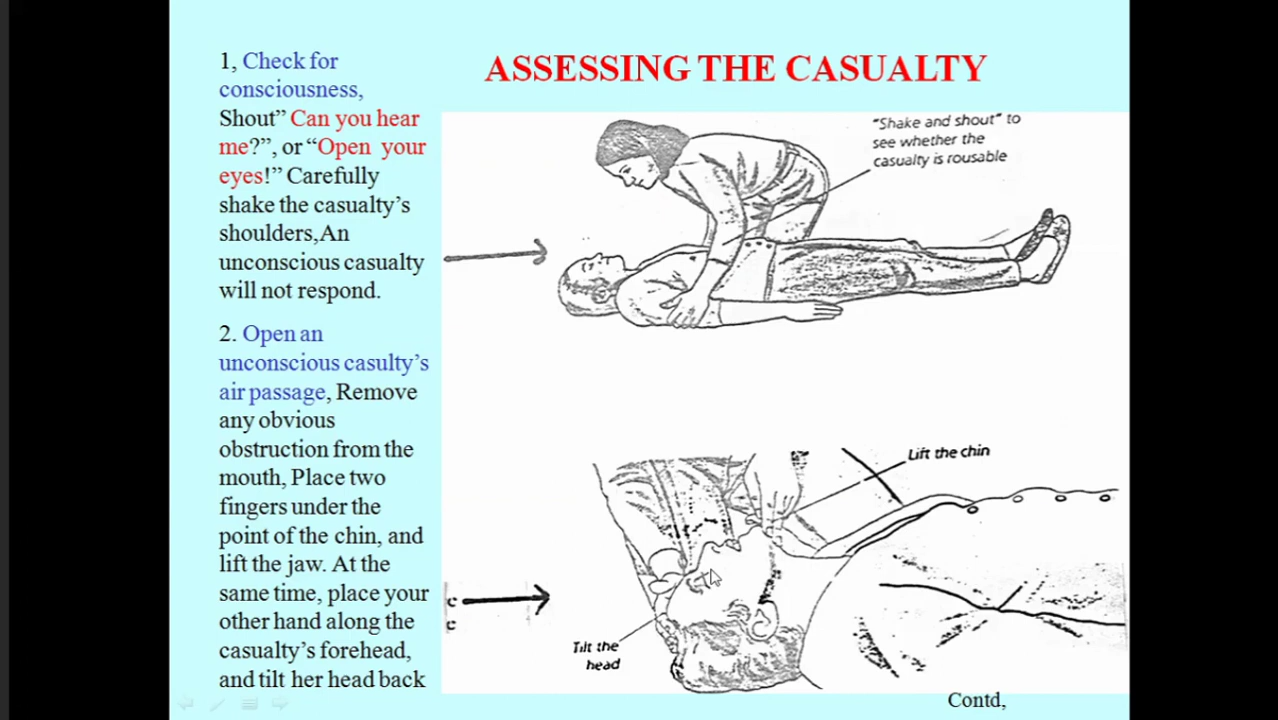 ASSESSING THE CASUALTY
1, Check for
consciousness,
Shout” Can you hear
me?”, or “Open your
eyes!” Carefully
shake the casualty’s
shoulders,An
unconscious casualty
will not respond.
2. Open an
unconscious casulty’s
air passage, Remove
any obvious
obstruction from the
mouth, Place two
fingers under the
point of the chin, and
lift the jaw. At the
same time, place your
other hand along the
casualty’s forehead,
and tilt her head back
"Shake and shout" to
see whether the
casualty is rousable
Lift the chin
Tilt the
head
Contd,